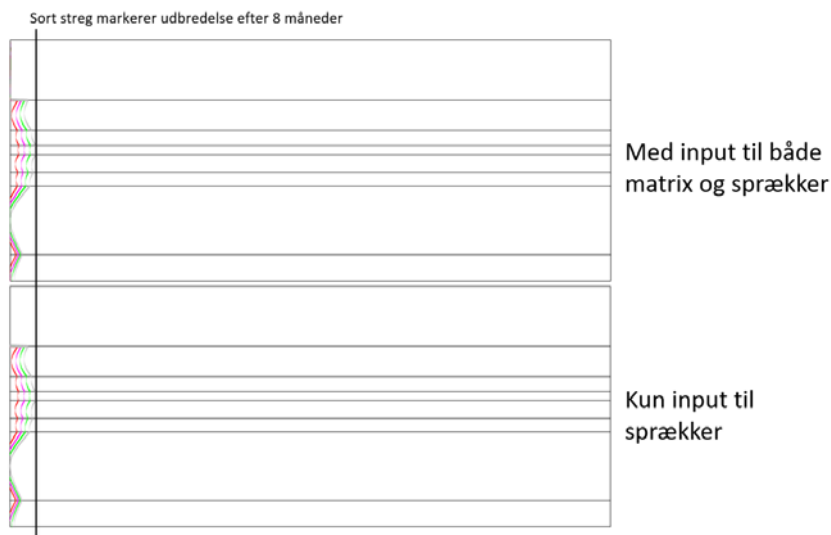 Sort streg markerer udbredelse efter 8 måneder
Med input til både
matrix og sprækker
Kun input til
sprækker